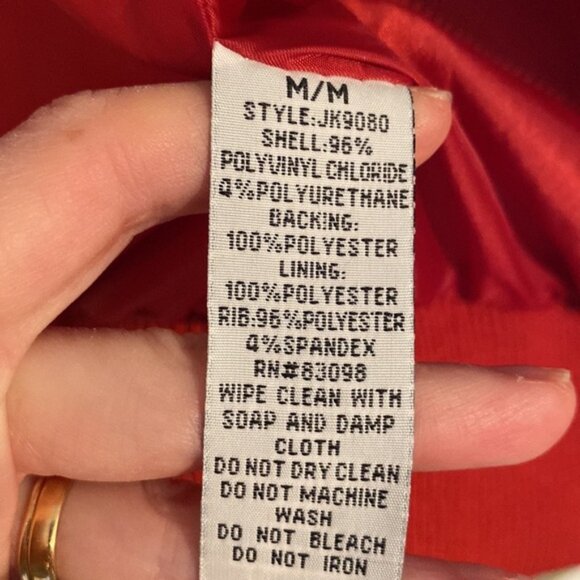 M/M
STYLE:JK9080
SHELL:96%
POLYVINYL CHLORIDE
4%POLYURETHANE
BACKING:
100%POLYESTER
LINING:
100%POLYESTER
RIB:96%POLYESTER
4%SPANDEX
RN#83098
WIPE CLEAN WITH
SOAP AND DAMP
CLOTH
DO NOT DRY CLEAN
DO NOT MACHINE
WASH
DO NOT BLEACH
DO NOT IRON